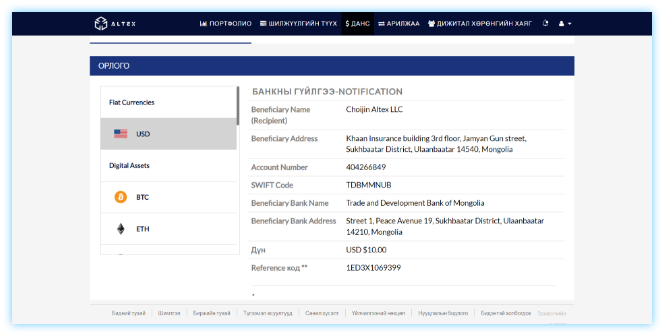 ALTEX
ПОРТФОЛИО
ШИЛЖҮҮЛГИЙН ТҮҮХ
$ ДАНС
АРИЛЖАА
ДИЖИТАЛ ХӨРӨНГИЙН ХАЯГ
ОРЛОГО
Fiat Currencies
USD
Digital Assets
BTC
ETH
БАНКНЫ ГҮЙЛГЭЭ-NOTIFICATION
Beneficiary Name (Recipient)
Choijin Altex LLC
Beneficiary Address
Khaan Insurance building 3rd floor, Jamyan Gun street,
Sukhbaatar District, Ulaanbaatar 14540, Mongolia
Account Number
404266849
SWIFT Code
TDBMMNUB
Beneficiary Bank Name
Trade and Development Bank of Mongolia
Beneficiary Bank Address
Street 1, Peace Avenue 19, Sukhbaatar District, Ulaanbaatar
14210, Mongolia
Дүн
USD $10.00
Reference код **
1ED3X1069399
Бидний тухай
Шимтгэл
Биржийн тухай
Түгээмэл асуултууд
Санал хүсэлт
Үйлчилгээний нөхцөл
Нууцлалын бодлого
Бидэнтэй холбогдох